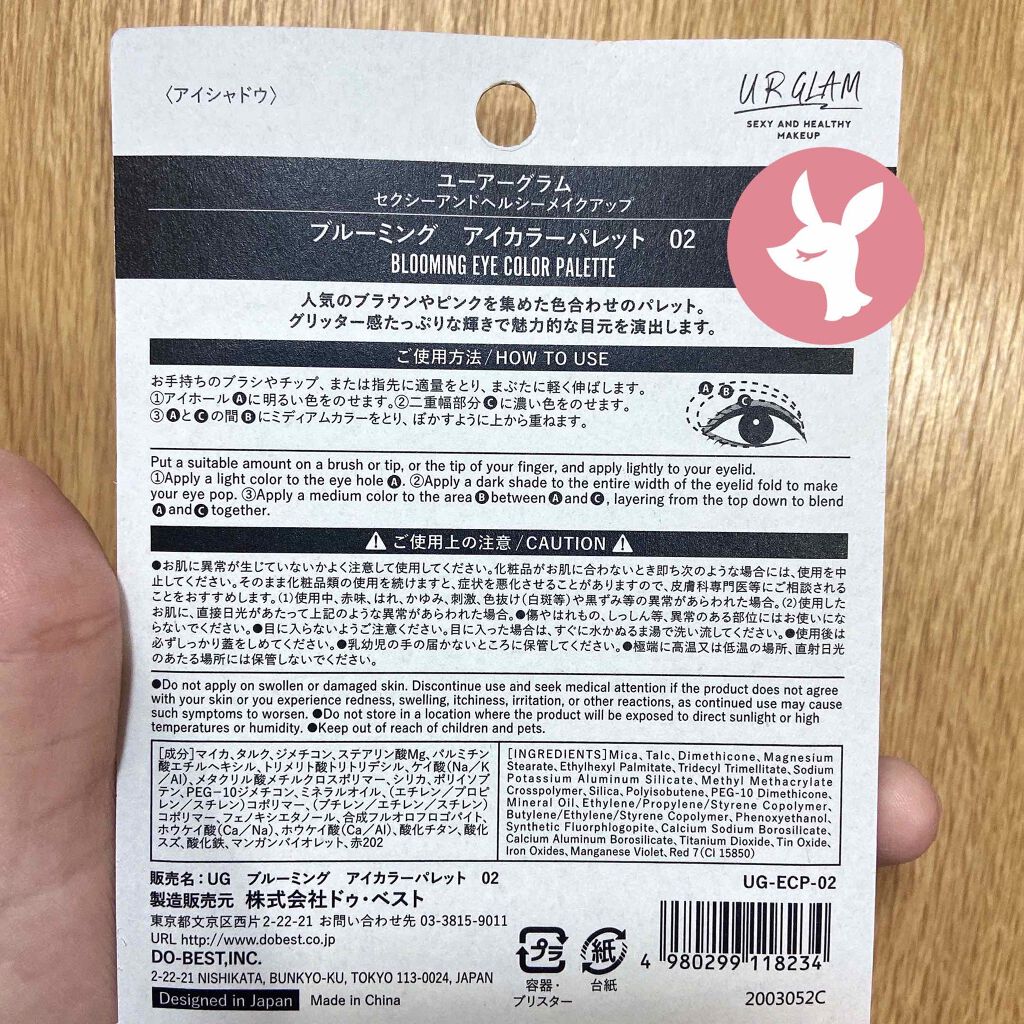 〈アイシャドウ〉
UR GLAM
SEXY AND HEALTHY
MAKEUP
ユーアーグラム
セクシーアンドヘルシーメイクアップ
ブルーミング アイカラーパレット 02
BLOOMING EYE COLOR PALETTE
人気のブラウンやピンクを集めた色合わせのパレット。
グリッター感たっぷりな輝きで魅力的な目元を演出します。
ご使用方法/HOW TO USE
お手持ちのブラシやチップ、または指先に適量をとり、まぶたに軽く伸ばします。
①アイホールAに明るい色をのせます。②二重幅部分Cに濃い色をのせます。
③AとCの間Bにミディアムカラーをとり、ぼかすように上から重ねます。
A B C
Put a suitable amount on a brush or tip, or the tip of your finger, and apply lightly to your eyelid.
①Apply a light color to the eye hole A. ②Apply a dark shade to the entire width of the eyelid fold to make
your eye pop. ③Apply a medium color to the area B between A and C, layering from the top down to blend
A and C together.
⚠ ご使用上の注意/CAUTION ⚠
●お肌に異常が生じていないかよく注意して使用してください。化粧品がお肌に合わないとき即ち次のような場合には、使用を中
止してください。そのまま化粧品類の使用を続けますと、症状を悪化させることがありますので、皮膚科専門医等にご相談される
ことをおすすめします。(1)使用中、赤味、はれ、かゆみ、刺激、色抜け(白斑等)や黒ずみ等の異常があらわれた場合。(2)使用した
お肌に、直接日光があたって上記のような異常があらわれた場合。●傷やはれもの、しっしん等、異常のある部位にはお使いにな
らないでください。●目に入らないようご注意ください。目に入った場合は、すぐに水かぬるま湯で洗い流してください。●使用後は
必ずしっかり蓋をしめてください。●乳幼児の手の届かないところに保管してください。●極端に高温又は低温の場所、直射日光
のあたる場所には保管しないでください。
●Do not apply on swollen or damaged skin. Discontinue use and seek medical attention if the product does not agree
with your skin or you experience redness, swelling, itchiness, irritation, or other reactions, as continued use may cause
such symptoms to worsen. ●Do not store in a location where the product will be exposed to direct sunlight or high
temperatures or humidity. ●Keep out of reach of children and pets.
[成分]マイカ、タルク、ジメチコン、ステアリン酸Mg、パルミチン
酸エチルヘキシル、トリメリト酸トリトリデシル、ケイ酸(Na/K
/Al)、メタクリル酸メチルクロスポリマー、シリカ、ポリイソブ
テン、PEG-10ジメチコン、ミネラルオイル、(エチレン/プロピ
レン/スチレン)コポリマー、(ブチレン/エチレン/スチレン)
コポリマー、フェノキシエタノール、合成フルオロフロゴパイト、
ホウケイ酸(Ca/Na)、ホウケイ酸(Ca/Al)、酸化チタン、酸化
スズ、酸化鉄、マンガンバイオレット、赤202
[INGREDIENTS]Mica, Talc, Dimethicone, Magnesium
Stearate, Ethylhexyl Palmitate, Tridecyl Trimellitate, Sodium
Potassium Aluminum Silicate, Methyl Methacrylate
Crosspolymer, Silica, Polyisobutene, PEG-10 Dimethicone,
Mineral Oil, Ethylene/Propylene/Styrene Copolymer,
Butylene/Ethylene/Styrene Copolymer, Phenoxyethanol,
Synthetic Fluorphlogopite, Calcium Sodium Borosilicate,
Calcium Aluminum Borosilicate, Titanium Dioxide, Tin Oxide,
Iron Oxides, Manganese Violet, Red 7 (CI 15850)
販売名:UG ブルーミング アイカラーパレット 02
製造販売元 株式会社ドゥ・ベスト
東京都文京区西片2-22-21 お問い合わせ先 03-3815-9011
URL http://www.dobest.co.jp
DO-BEST,INC.
2-22-21 NISHIKATA, BUNKYO-KU, TOKYO 113-0024, JAPAN
Designed in Japan Made in China
プラ
容器・
ブリスター
紙
台紙
UG-ECP-02
4 980299 118234
2003052C